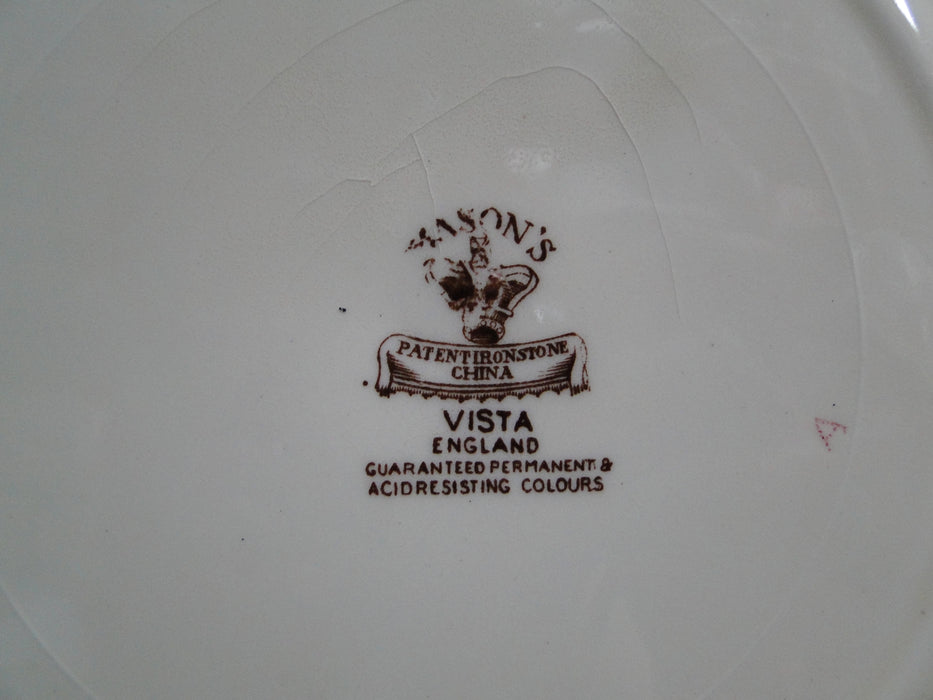 MASON'S
PATENT IRONSTONE
CHINA
VISTA
ENGLAND
GUARANTEED PERMANENT &
ACID RESISTING COLOURS
A